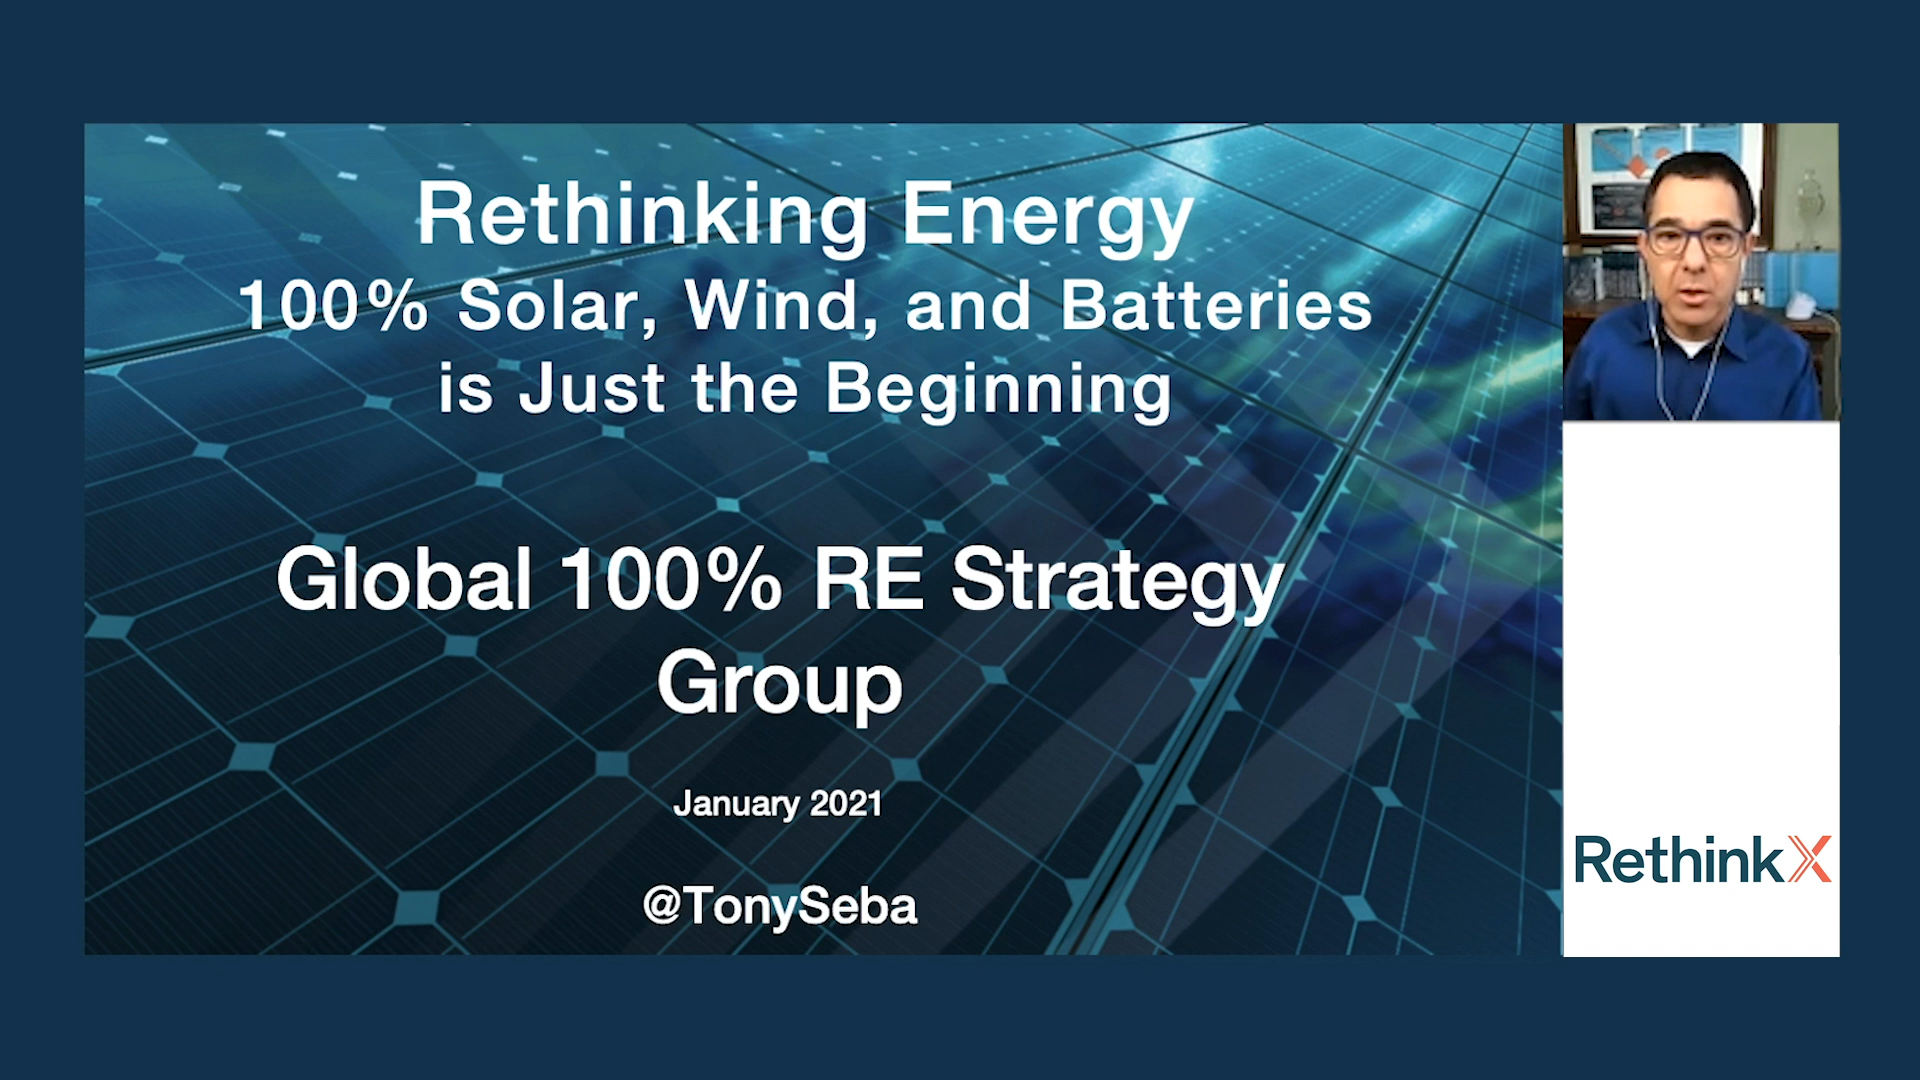 Rethinking Energy
100% Solar, Wind, and Batteries
is Just the Beginning
Global 100% RE Strategy
Group
January 2021
@TonySeba
RethinkX